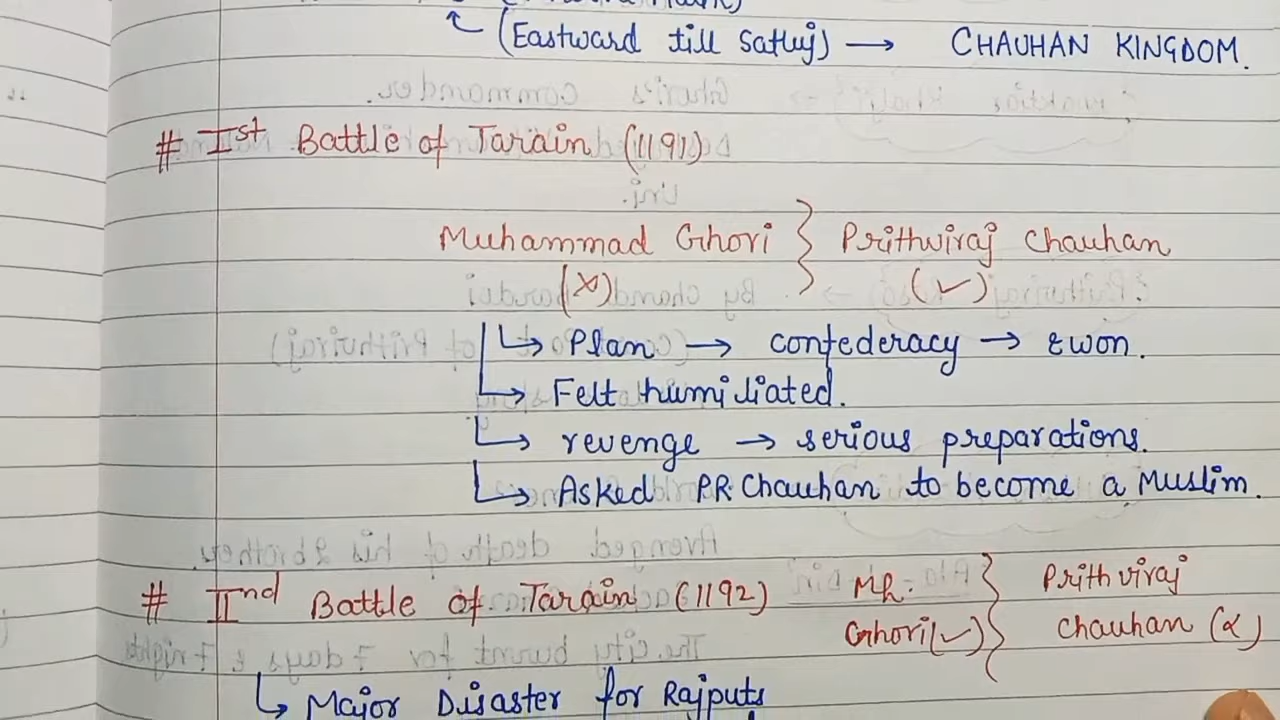 (Eastward till Satluj) → CHAUHAN KINGDOM.
# Ist Battle of Tarain (1191)
Muhammad Ghori } Prithviraj Chauhan
(×) (✓)
↳ Plan → confederacy → & won.
↳ Felt humiliated.
↳ revenge → serious preparations.
↳ Asked P.R. Chauhan to become a Muslim.
# IInd Battle of Tarain (1192) Mh. } Prithviraj
Ghori (✓) } Chauhan (×)
↳ Major Disaster for Rajputs